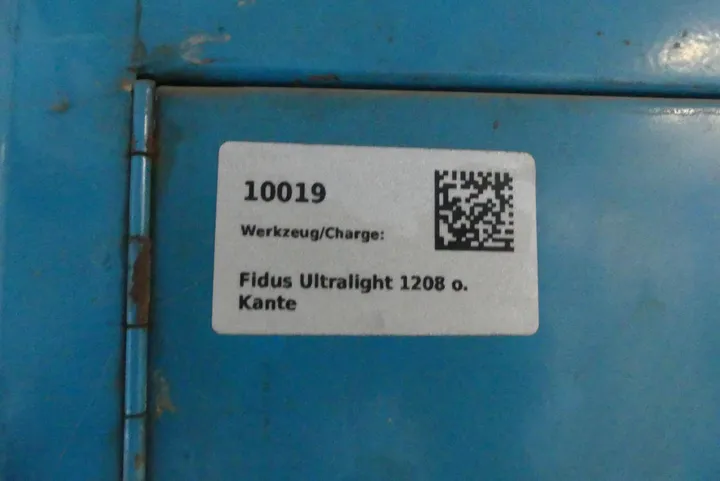 10019
Werkzeug/Charge:
Fidus Ultralight 1208 o.
Kante